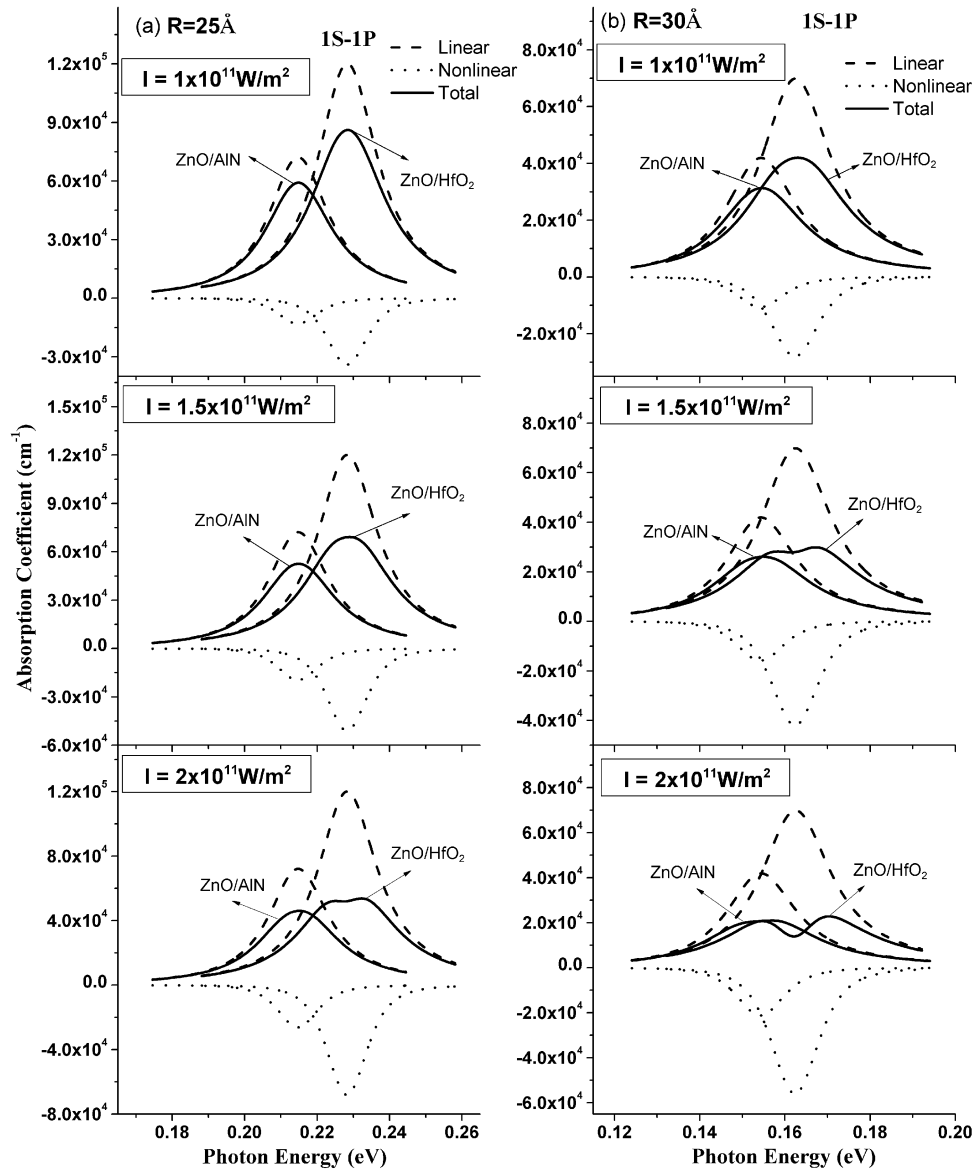 (a) R=25Å
1S-1P
Linear
Nonlinear
Total
I = 1x10¹¹W/m²
1.2x10⁵
9.0x10⁴
6.0x10⁴
3.0x10⁴
0.0
-3.0x10⁴
ZnO/AlN
ZnO/HfO₂
I = 1.5x10¹¹W/m²
1.5x10⁵
1.2x10⁵
9.0x10⁴
6.0x10⁴
3.0x10⁴
0.0
-3.0x10⁴
-6.0x10⁴
ZnO/AlN
ZnO/HfO₂
I = 2x10¹¹W/m²
1.2x10⁵
8.0x10⁴
4.0x10⁴
0.0
-4.0x10⁴
-8.0x10⁴
ZnO/AlN
ZnO/HfO₂
0.18 0.20 0.22 0.24 0.26
Photon Energy (eV)
Absorption Coefficient (cm⁻¹)
(b) R=30Å
1S-1P
Linear
Nonlinear
Total
I = 1x10¹¹W/m²
8.0x10⁴
6.0x10⁴
4.0x10⁴
2.0x10⁴
0.0
-2.0x10⁴
ZnO/AlN
ZnO/HfO₂
I = 1.5x10¹¹W/m²
8.0x10⁴
6.0x10⁴
4.0x10⁴
2.0x10⁴
0.0
-2.0x10⁴
-4.0x10⁴
ZnO/AlN
ZnO/HfO₂
I = 2x10¹¹W/m²
8.0x10⁴
6.0x10⁴
4.0x10⁴
2.0x10⁴
0.0
-2.0x10⁴
-4.0x10⁴
-6.0x10⁴
ZnO/AlN
ZnO/HfO₂
0.12 0.14 0.16 0.18 0.20
Photon Energy (eV)